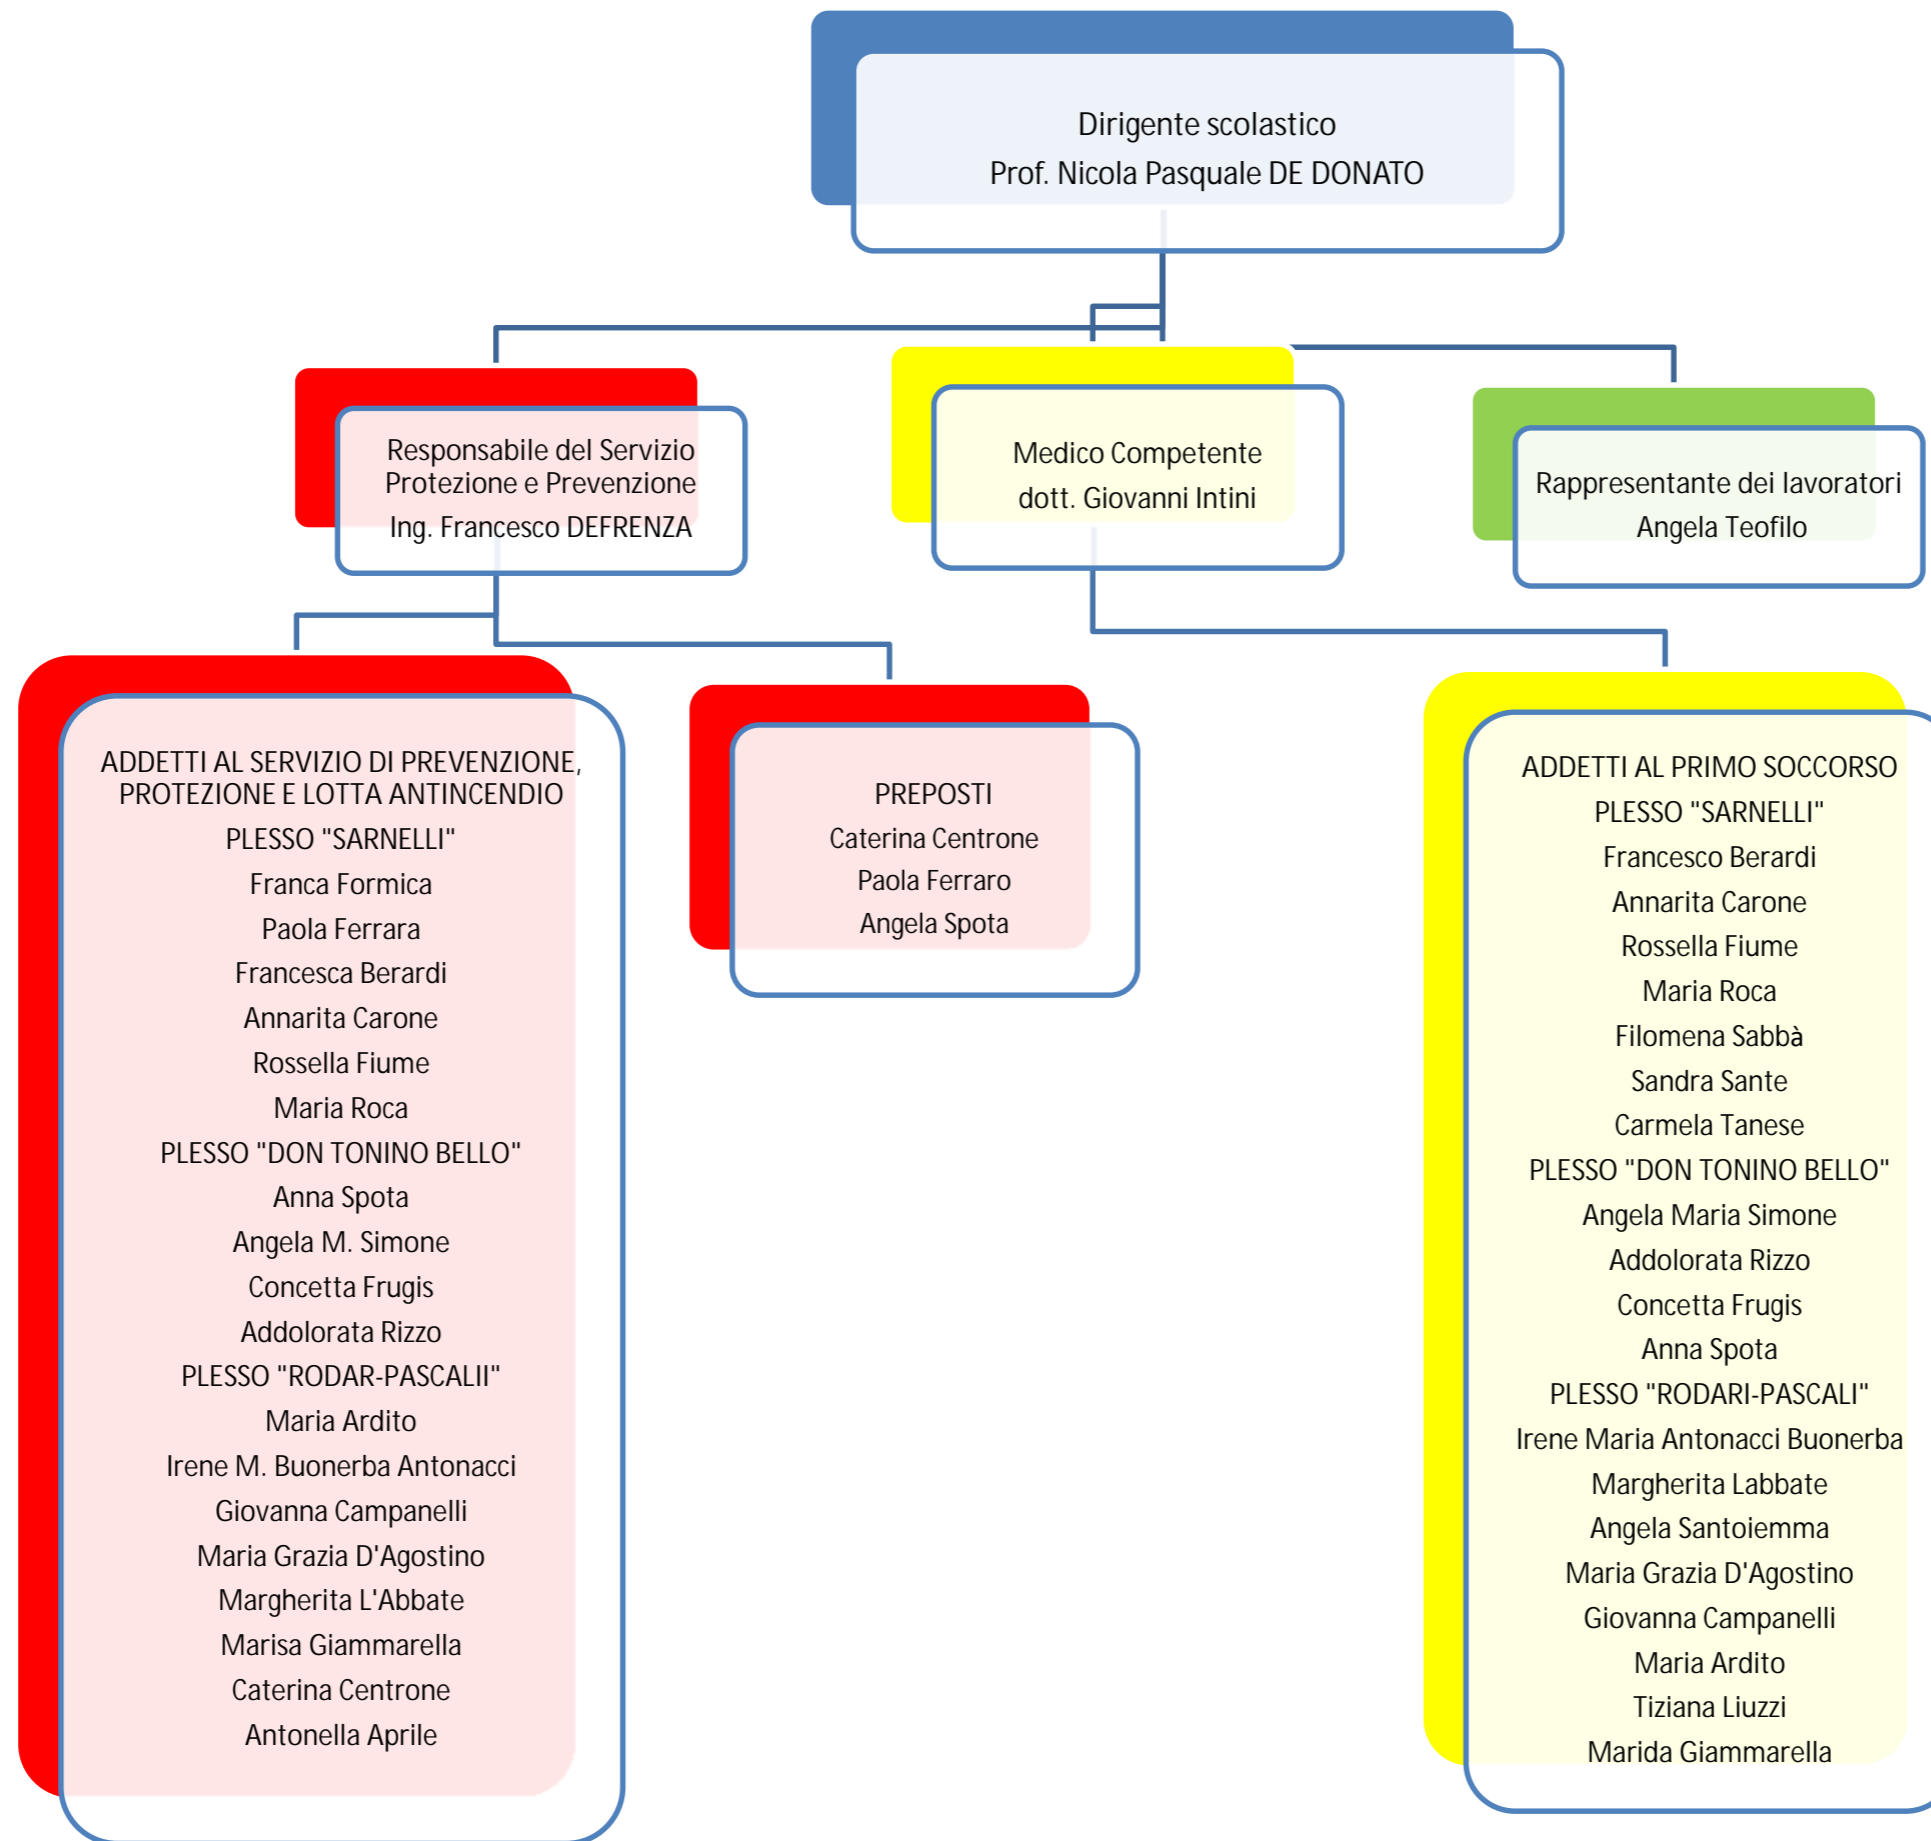 Dirigente scolastico
Prof. Nicola Pasquale DE DONATO
Responsabile del Servizio
Protezione e Prevenzione
Ing. Francesco DEFRENZA
Medico Competente
dott. Giovanni Intini
Rappresentante dei lavoratori
Angela Teofilo
ADDETTI AL SERVIZIO DI PREVENZIONE,
PROTEZIONE E LOTTA ANTINCENDIO
PLESSO "SARNELLI"
Franca Formica
Paola Ferrara
Francesca Berardi
Annarita Carone
Rossella Fiume
Maria Roca
PLESSO "DON TONINO BELLO"
Anna Spota
Angela M. Simone
Concetta Frugis
Addolorata Rizzo
PLESSO "RODAR-PASCALII"
Maria Ardito
Irene M. Buonerba Antonacci
Giovanna Campanelli
Maria Grazia D'Agostino
Margherita L'Abbate
Marisa Giammarella
Caterina Centrone
Antonella Aprile
PREPOSTI
Caterina Centrone
Paola Ferraro
Angela Spota
ADDETTI AL PRIMO SOCCORSO
PLESSO "SARNELLI"
Francesco Berardi
Annarita Carone
Rossella Fiume
Maria Roca
Filomena Sabbà
Sandra Sante
Carmela Tanese
PLESSO "DON TONINO BELLO"
Angela Maria Simone
Addolorata Rizzo
Concetta Frugis
Anna Spota
PLESSO "RODARI-PASCALI"
Irene Maria Antonacci Buonerba
Margherita Labbate
Angela Santoiemma
Maria Grazia D'Agostino
Giovanna Campanelli
Maria Ardito
Tiziana Liuzzi
Marida Giammarella